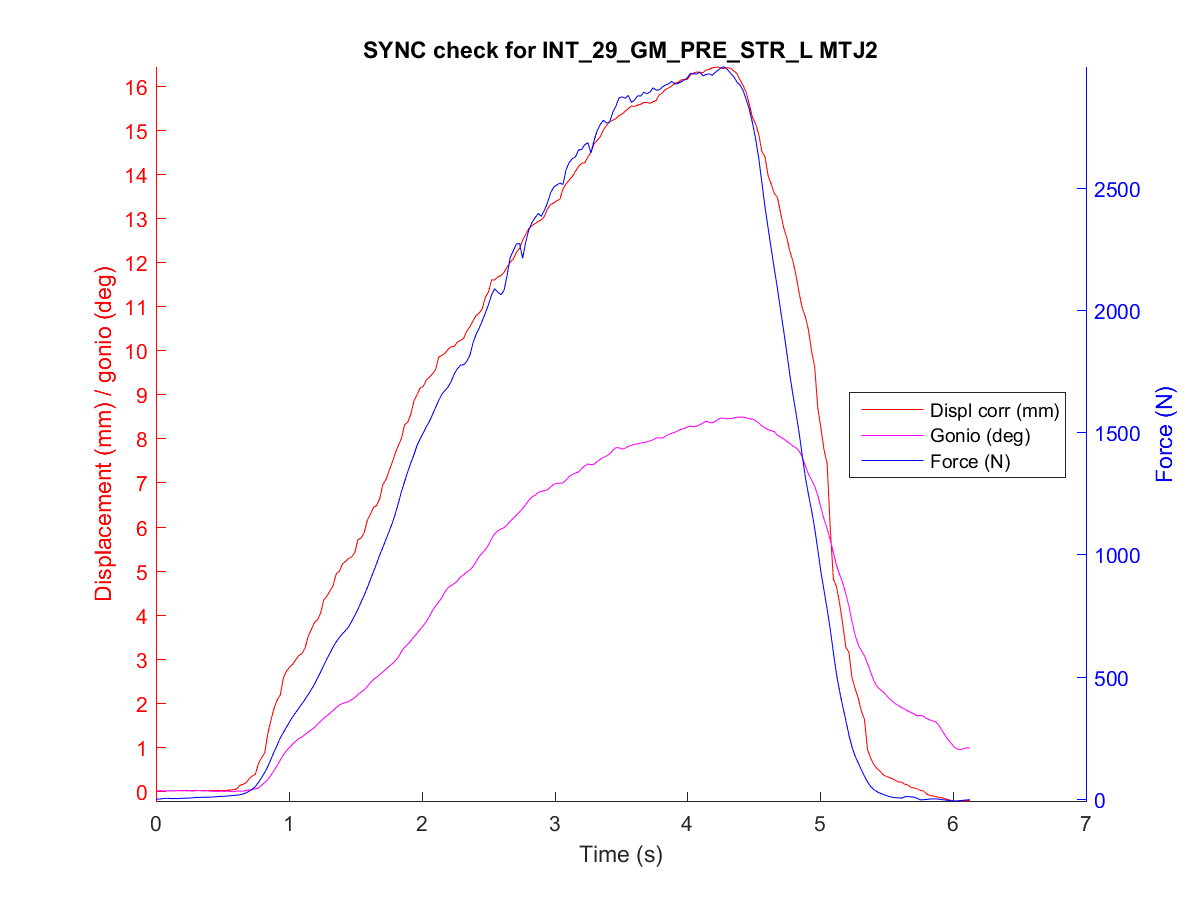 SYNC check for INT_29_GM_PRE_STR_L MTJ2
Displacement (mm) / gonio (deg)
16
15
14
13
12
11
10
9
8
7
6
5
4
3
2
1
0
2500
2000
1500
1000
500
0
Force (N)
Displ corr (mm)
Gonio (deg)
Force (N)
0 1 2 3 4 5 6 7
Time (s)